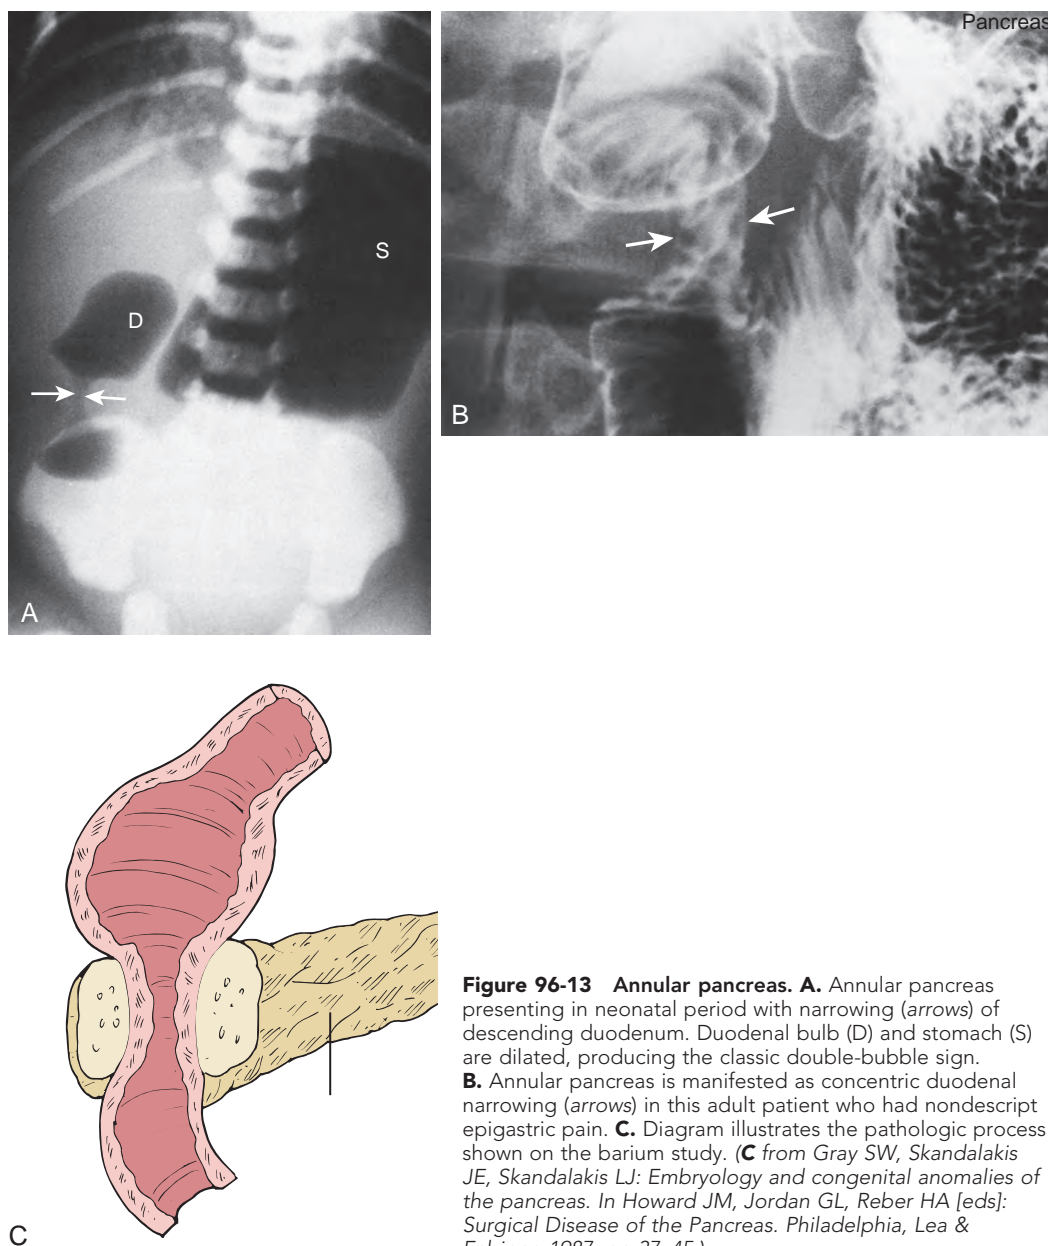 Pancreas
S
D
A
B
C
Figure 96-13 Annular pancreas. A. Annular pancreas
presenting in neonatal period with narrowing (arrows) of
descending duodenum. Duodenal bulb (D) and stomach (S)
are dilated, producing the classic double-bubble sign.
B. Annular pancreas is manifested as concentric duodenal
narrowing (arrows) in this adult patient who had nondescript
epigastric pain. C. Diagram illustrates the pathologic process
shown on the barium study. (C from Gray SW, Skandalakis
JE, Skandalakis LJ: Embryology and congenital anomalies of
the pancreas. In Howard JM, Jordan GL, Reber HA [eds]:
Surgical Disease of the Pancreas. Philadelphia, Lea &